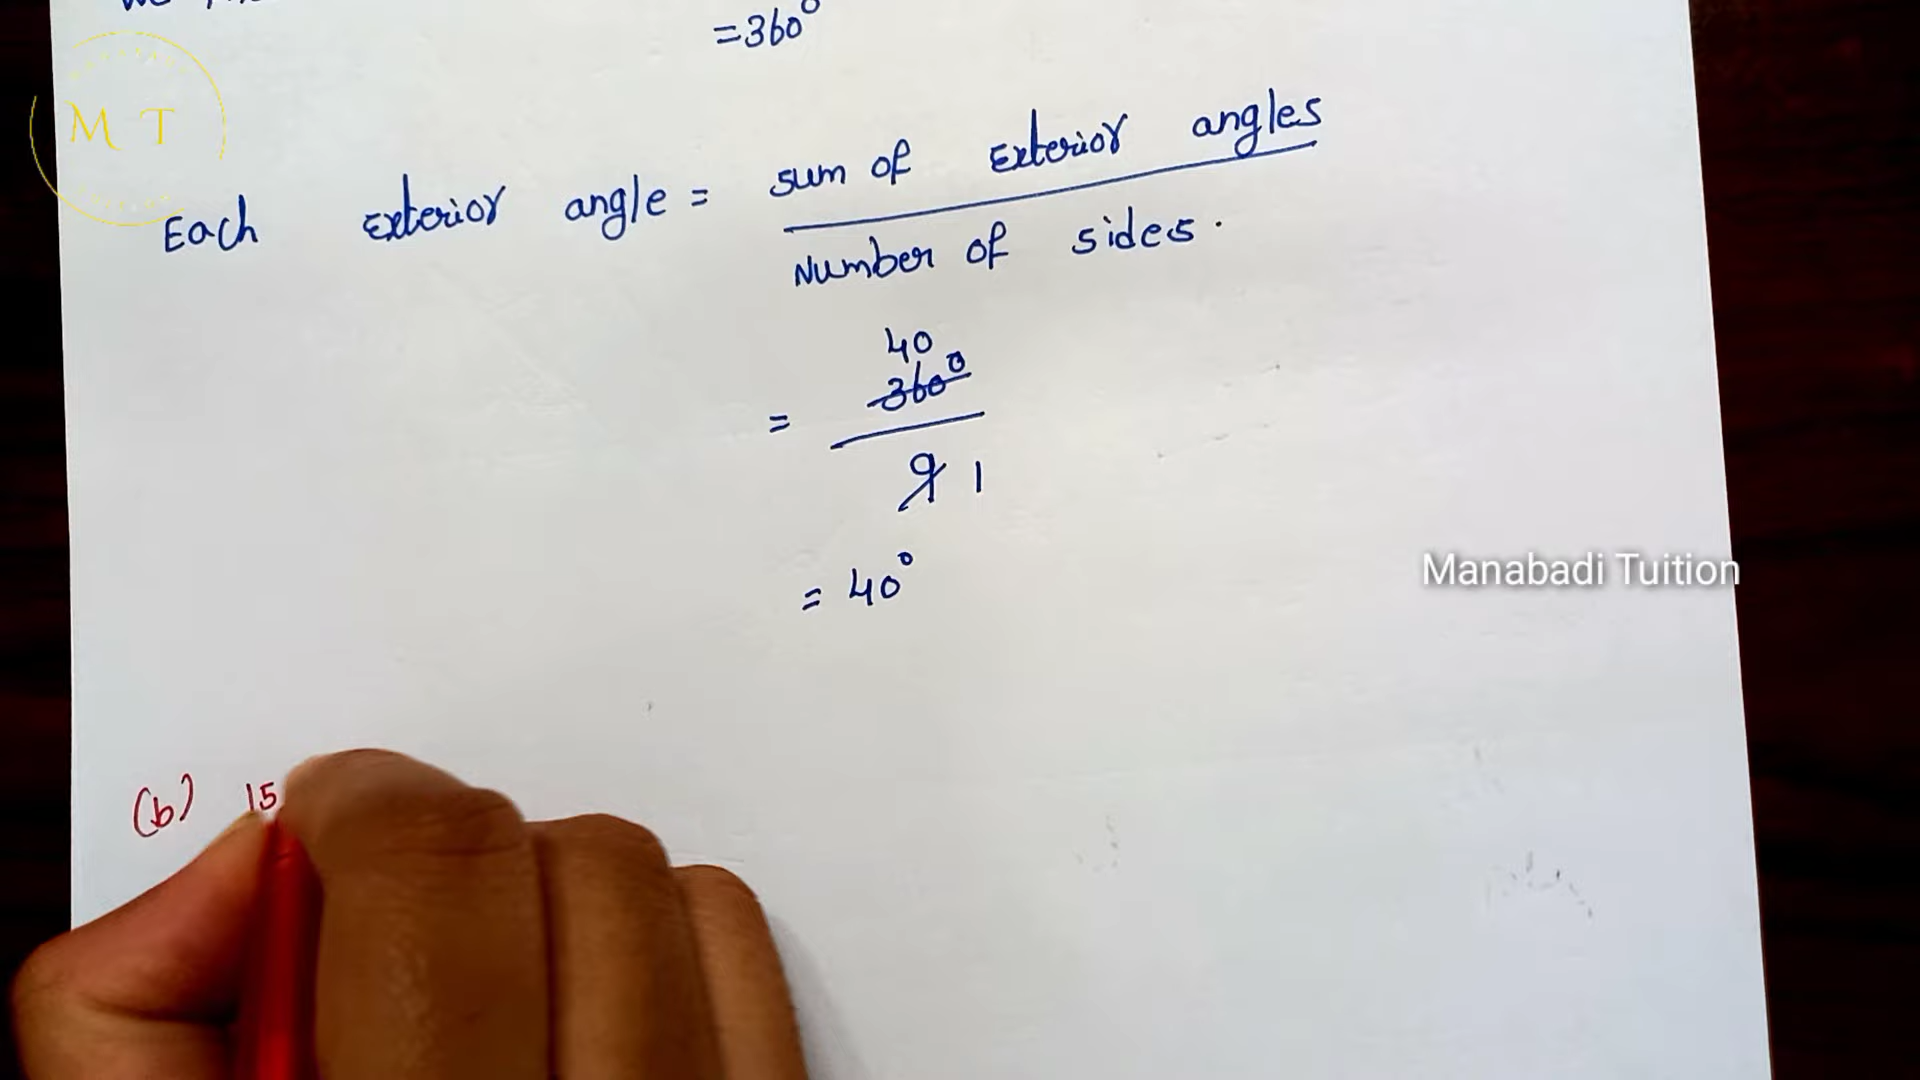 = 360°
M T
Each exterior angle = sum of Exterior angles
Number of sides.
40
= 360°
9 1
= 40°
Manabadi Tuition
(b) 15